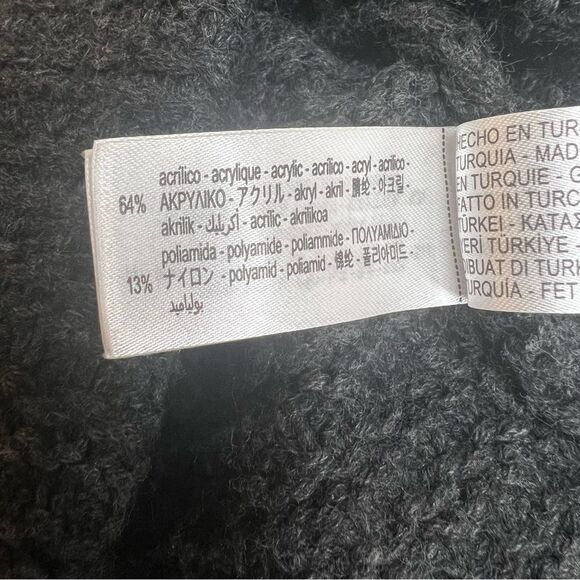 acrílico - acrylique - acrylic - acrilico - acryl - acrilico -
64% ΑΚΡΥΛΙΚΟ - アクリル - akryl - akril - 腈纶 - 아크릴 -
akrilik - أكريليك - acrílic - akrilikoa
poliamida - polyamide - poliammide - ΠΟΛΥΑΜΙΔΙΟ -
13% ナイロン - polyamid - poliamid - 锦纶 - 폴리아미드 -
بولياميد
HECHO EN TUR
TURQUIA - MAD
EN TURQUIE - G
FATTO IN TURC
TÜRKEI - ΚΑΤΑΣ
YERİ TÜRKİYE
DIBUAT DI TURK
TURQUÍA - FET